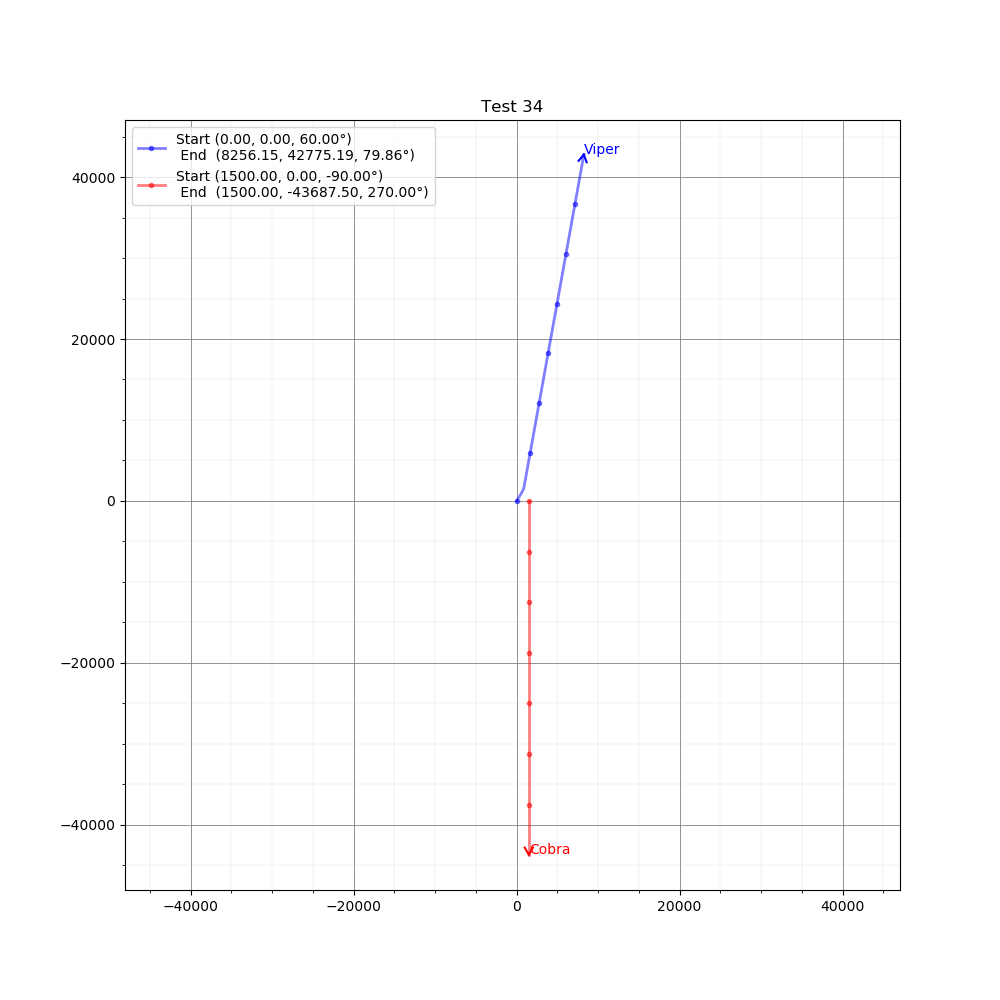 Test 34
Start (0.00, 0.00, 60.00°)
End (8256.15, 42775.19, 79.86°)
Start (1500.00, 0.00, -90.00°)
End (1500.00, -43687.50, 270.00°)
Viper
40000
20000
0
−20000
−40000
Cobra
−40000
−20000
0
20000
40000